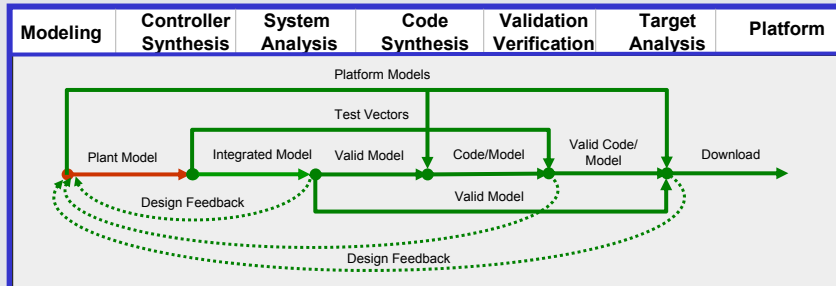 Modeling
Controller
Synthesis
System
Analysis
Code
Synthesis
Validation
Verification
Target
Analysis
Platform
Platform Models
Test Vectors
Plant Model
Integrated Model
Valid Model
Code/Model
Valid Code/
Model
Download
Design Feedback
Valid Model
Design Feedback